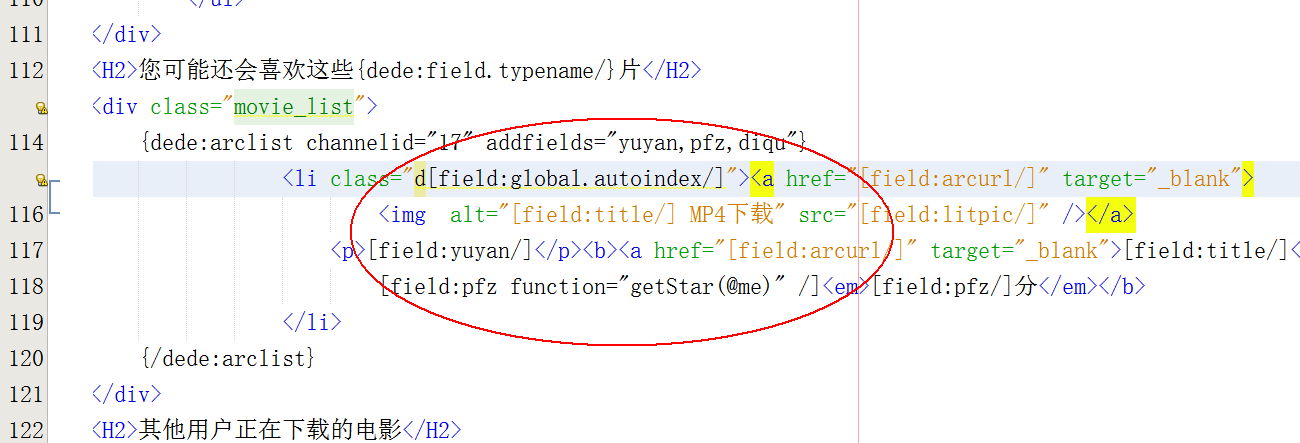 110 </ul>
111 </div>
112 <H2>您可能还会喜欢这些{dede:field.typename/}片</H2>
<div class="movie_list">
114 {dede:arclist channelid="17" addfields="yuyan,pfz,diqu"}
<li class="d[field:global.autoindex/]"><a href="[field:arcurl/]" target="_blank">
116 <img alt="[field:title/] MP4下载" src="[field:litpic/]" /></a>
117 <p>[field:yuyan/]</p><b><a href="[field:arcurl/]" target="_blank">[field:title/]<
118 [field:pfz function="getStar(@me)" /]<em>[field:pfz/]分</em></b>
119 </li>
120 {/dede:arclist}
121 </div>
122 <H2>其他用户正在下载的电影</H2>